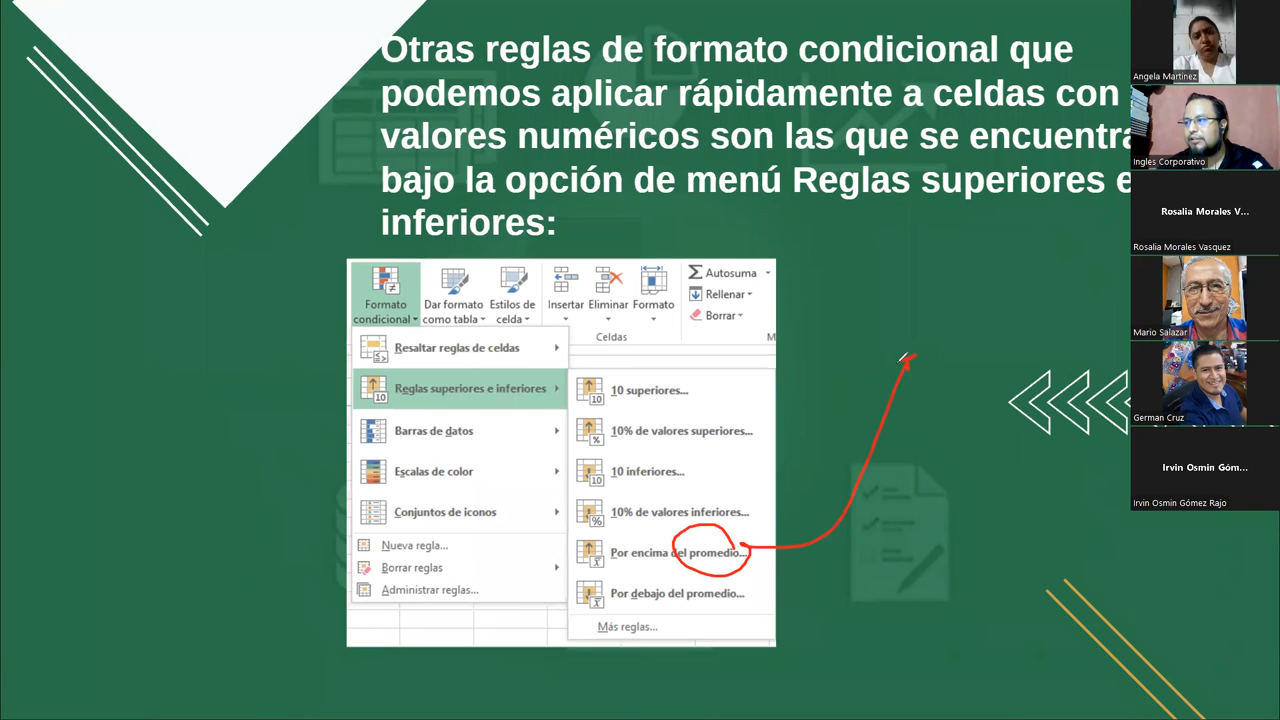 Otras reglas de formato condicional que
podemos aplicar rápidamente a celdas con
valores numéricos son las que se encuentra
bajo la opción de menú Reglas superiores e
inferiores:
Formato
condicional
Dar formato
como tabla
Estilos de
celda
Insertar
Eliminar
Formato
Celdas
Autosuma
Rellenar
Borrar
M
Resaltar reglas de celdas
Reglas superiores e inferiores
Barras de datos
Escalas de color
Conjuntos de iconos
Nueva regla...
Borrar reglas
Administrar reglas...
10 superiores...
10% de valores superiores...
10 inferiores...
10% de valores inferiores...
Por encima del promedio...
Por debajo del promedio...
Más reglas...
Angela Martinez
Ingles Corporativo
Rosalia Morales V...
Rosalia Morales Vasquez
Mario Salazar
German Cruz
Irvin Osmin Góm...
Irvin Osmin Gómez Rajo